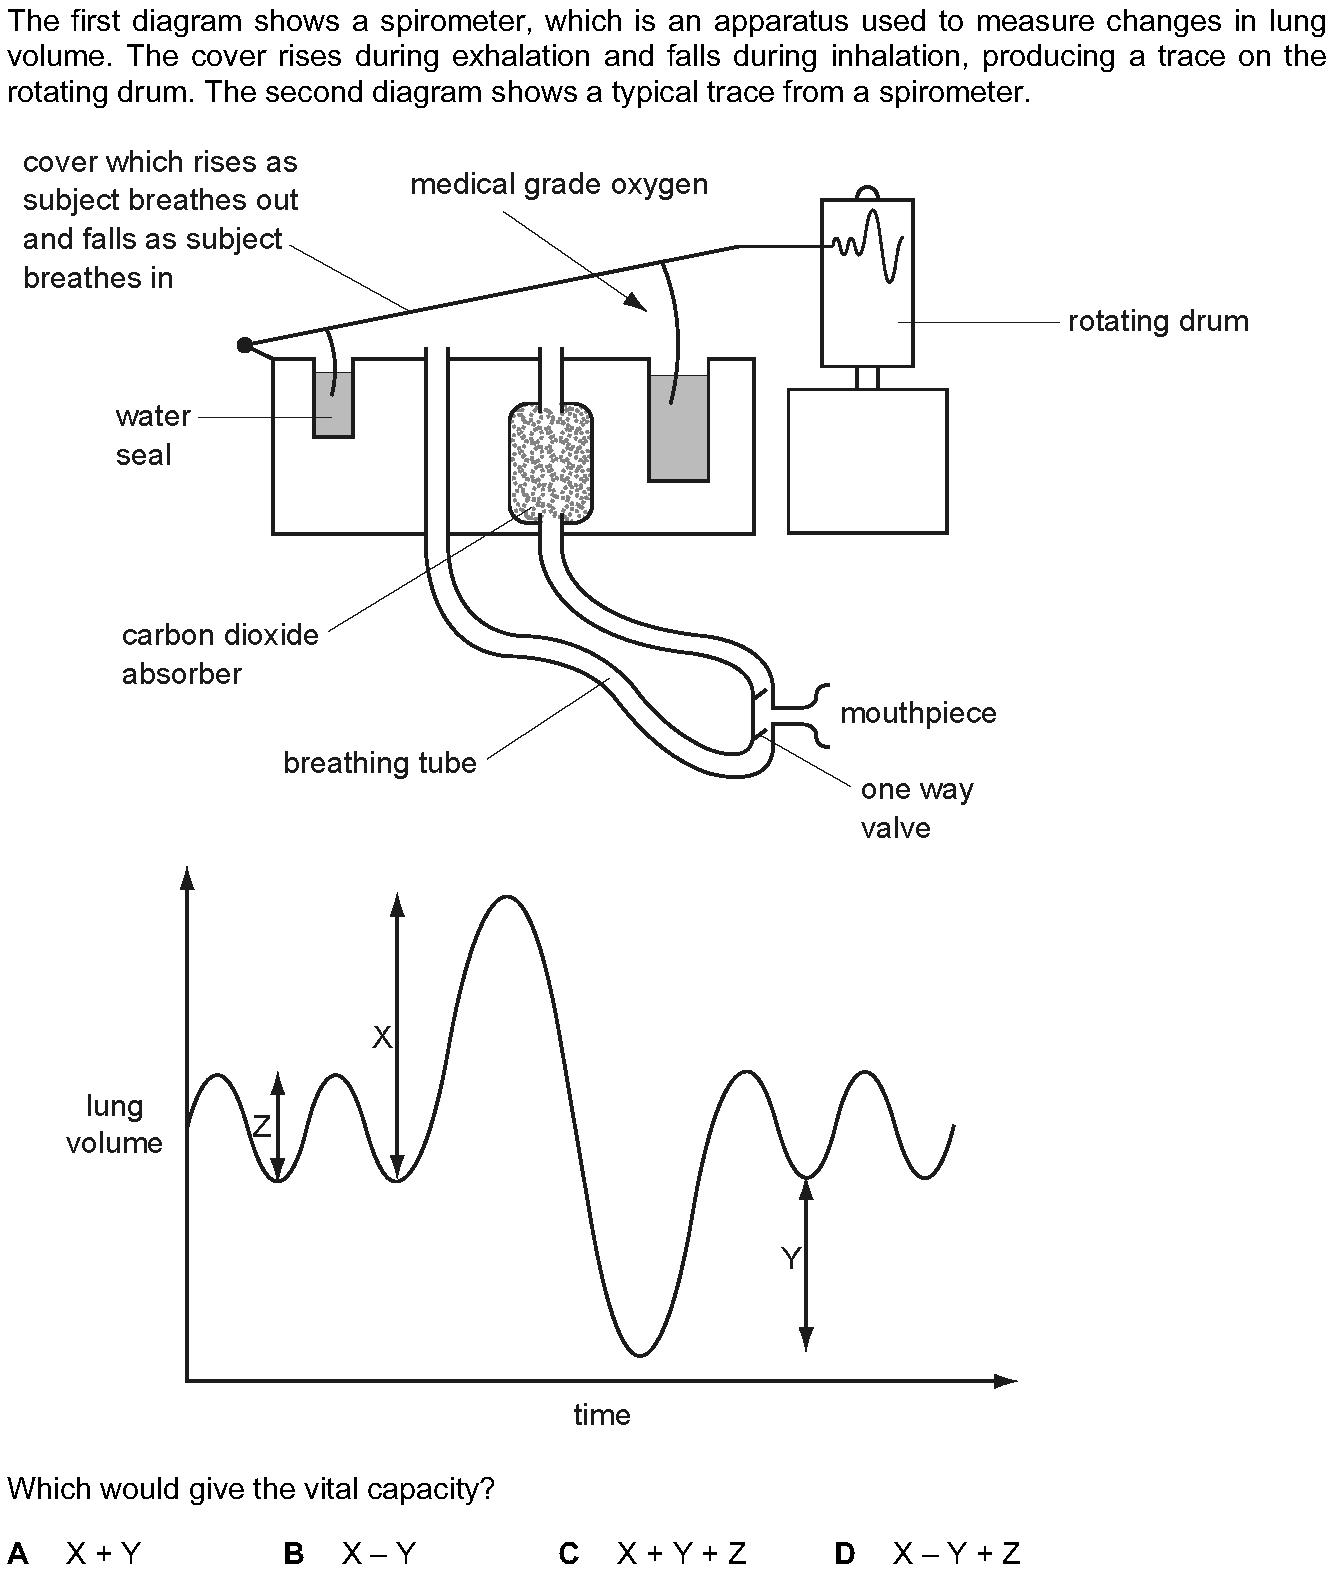 The first diagram shows a spirometer, which is an apparatus used to measure changes in lung
volume. The cover rises during exhalation and falls during inhalation, producing a trace on the
rotating drum. The second diagram shows a typical trace from a spirometer.
cover which rises as
subject breathes out
and falls as subject
breathes in
medical grade oxygen
rotating drum
water
seal
carbon dioxide
absorber
mouthpiece
breathing tube
one way
valve
X
Z
lung
volume
Y
time
Which would give the vital capacity?
A X + Y B X – Y C X + Y + Z D X – Y + Z